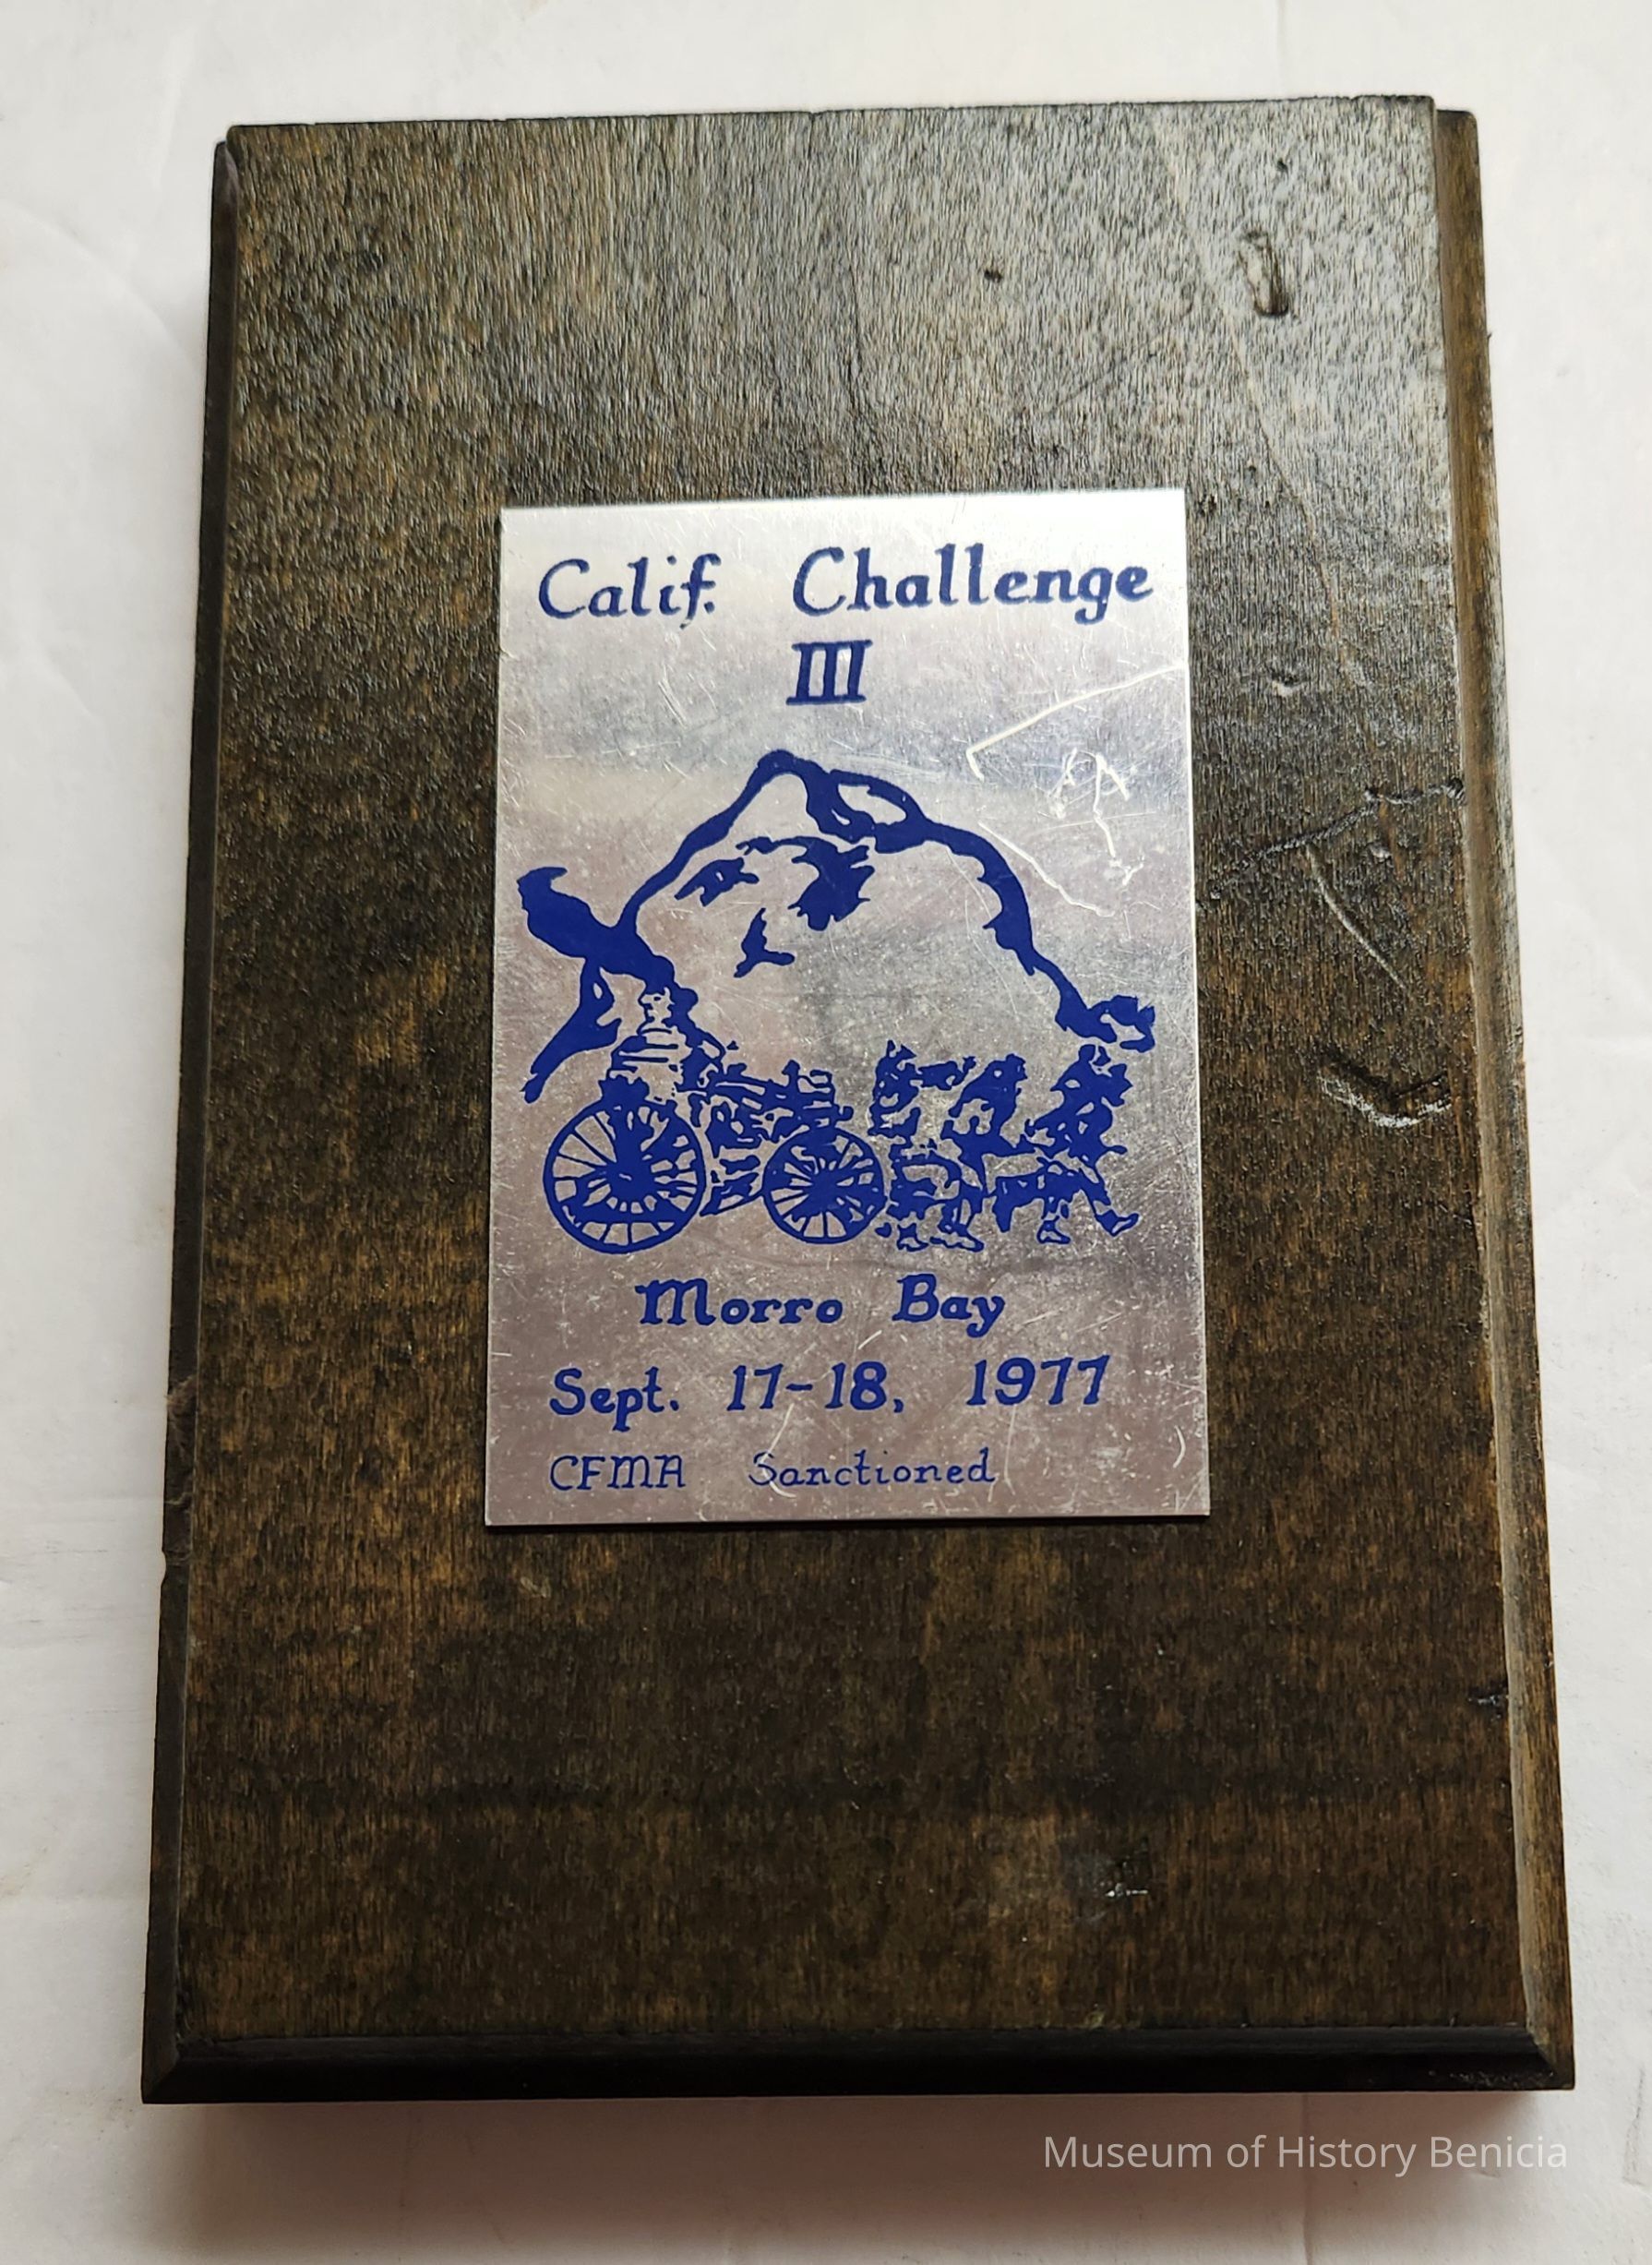 Calif. Challenge
III
Morro Bay
Sept. 17-18, 1977
CFMA Sanctioned
Museum of History Benicia